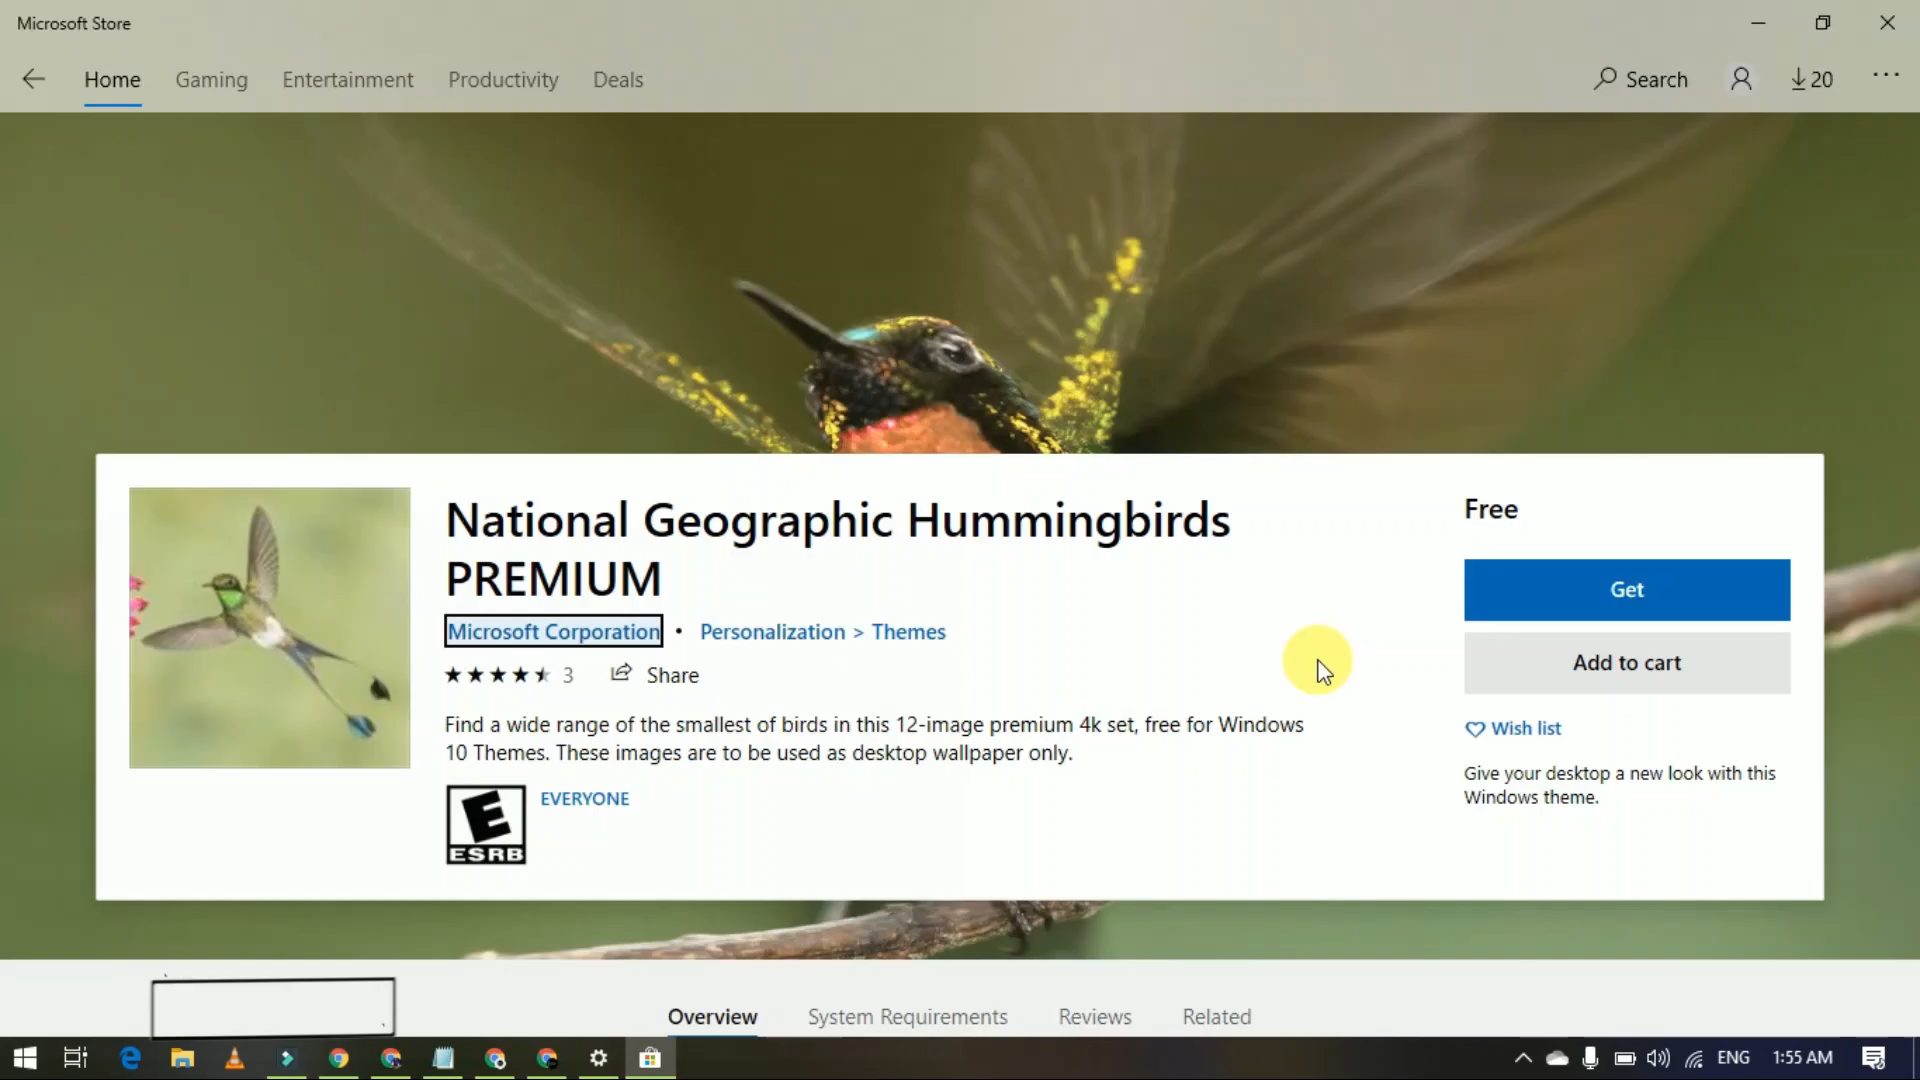 Microsoft Store
Home Gaming Entertainment Productivity Deals Search 20
National Geographic Hummingbirds
PREMIUM
Microsoft Corporation • Personalization > Themes
3 Share
Find a wide range of the smallest of birds in this 12-image premium 4k set, free for Windows
10 Themes. These images are to be used as desktop wallpaper only.
E
ESRB
EVERYONE
Free
Get
Add to cart
Wish list
Give your desktop a new look with this
Windows theme.
Overview System Requirements Reviews Related
ENG 1:55 AM